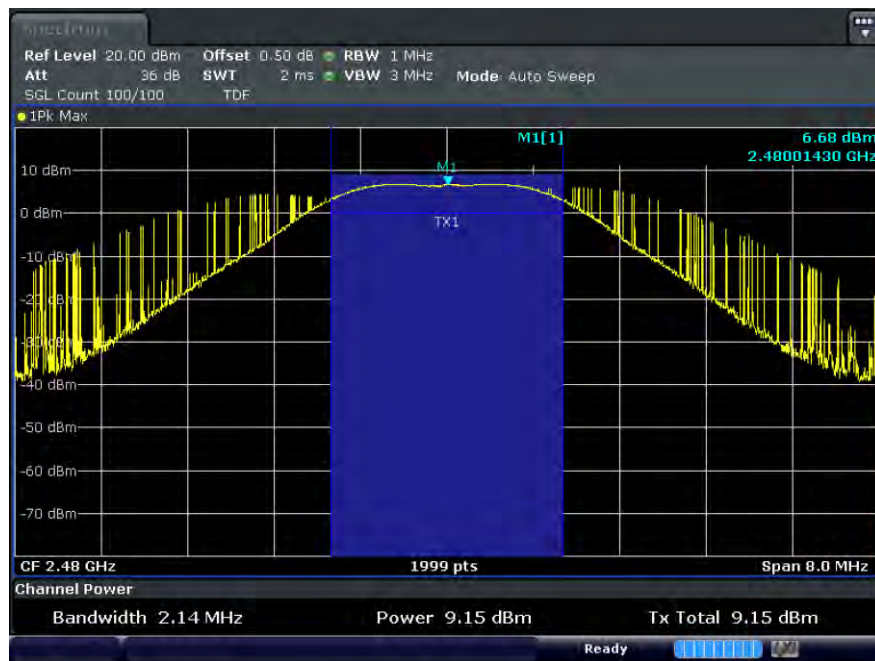 Spectrum
Ref Level 20.00 dBm Offset 0.50 dB RBW 1 MHz
Att 36 dB SWT 2 ms VBW 3 MHz Mode Auto Sweep
SGL Count 100/100 TDF
1Pk Max
M1[1] 6.68 dBm
2.48001430 GHz
M1
10 dBm
0 dBm
TX1
-10 dBm
-20 dBm
-30 dBm
-40 dBm
-50 dBm
-60 dBm
-70 dBm
CF 2.48 GHz 1999 pts Span 8.0 MHz
Channel Power
Bandwidth 2.14 MHz Power 9.15 dBm Tx Total 9.15 dBm
Ready